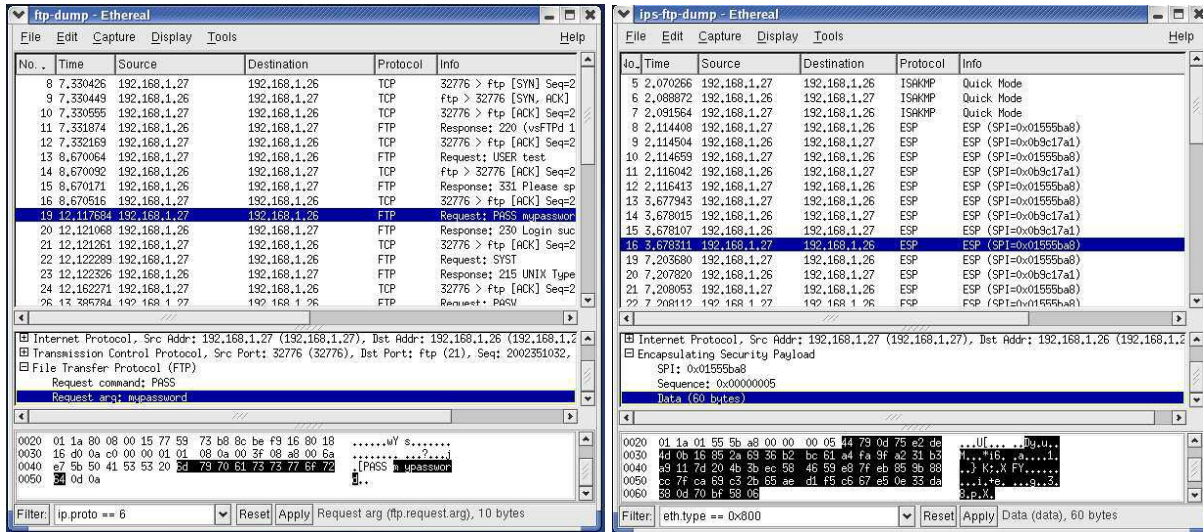 ftp-dump - Ethereal
File Edit Capture Display Tools Help
No. . Time Source Destination Protocol Info
8 7.330426 192.168.1.27 192.168.1.26 TCP 32776 > ftp [SYN] Seq=2
9 7.330449 192.168.1.27 192.168.1.26 TCP ftp > 32776 [SYN, ACK]
10 7.330555 192.168.1.27 192.168.1.26 TCP 32776 > ftp [ACK] Seq=2
11 7.331874 192.168.1.27 192.168.1.26 FTP Response: 220 (vsFTPd 1
12 7.332169 192.168.1.27 192.168.1.26 TCP 32776 > ftp [ACK] Seq=2
13 8.670064 192.168.1.27 192.168.1.26 FTP Request: USER test
14 8.670092 192.168.1.27 192.168.1.26 TCP ftp > 32776 [ACK] Seq=2
15 8.670171 192.168.1.27 192.168.1.26 FTP Response: 331 Please sp
16 8.670516 192.168.1.27 192.168.1.26 TCP 32776 > ftp [ACK] Seq=2
19 12.117684 192.168.1.27 192.168.1.26 FTP Request: PASS mypasswor
20 12.121068 192.168.1.27 192.168.1.26 FTP Response: 230 Login suc
21 12.121261 192.168.1.27 192.168.1.26 TCP 32776 > ftp [ACK] Seq=2
22 12.122289 192.168.1.27 192.168.1.26 FTP Request: SYST
23 12.122326 192.168.1.27 192.168.1.26 FTP Response: 215 UNIX Type
24 12.162271 192.168.1.27 192.168.1.26 TCP 32776 > ftp [ACK] Seq=2
26 13.385784 192.168.1.27 192.168.1.26 FTP Request: PASV
Internet Protocol, Src Addr: 192.168.1.27 (192.168.1.27), Dst Addr: 192.168.1.26 (192.168.1.2
Transmission Control Protocol, Src Port: 32776 (32776), Dst Port: ftp (21), Seq: 2002351032,
File Transfer Protocol (FTP)
Request command: PASS
Request arg: mypassword
0020 01 1a 80 08 00 15 77 59 73 b8 8c be f9 16 80 18 ......wY s.......
0030 16 d0 0a c0 00 00 01 01 08 0a 00 3f 08 a8 00 6a ........ ...?...j
0040 e7 5b 50 41 53 53 20 6d 79 70 61 73 73 77 6f 72 .[PASS m ypasswor
0050 64 0d 0a d..
Filter: ip.proto == 6 Reset Apply Request arg (ftp.request.arg), 10 bytes
ips-ftp-dump - Ethereal
File Edit Capture Display Tools Help
No. Time Source Destination Protocol Info
5 2.070266 192.168.1.27 192.168.1.26 ISAKMP Quick Mode
6 2.088872 192.168.1.27 192.168.1.26 ISAKMP Quick Mode
7 2.091564 192.168.1.27 192.168.1.26 ISAKMP Quick Mode
8 2.114408 192.168.1.27 192.168.1.26 ESP ESP (SPI=0x01555ba8)
9 2.114504 192.168.1.27 192.168.1.26 ESP ESP (SPI=0x0b9c17a1)
10 2.114659 192.168.1.27 192.168.1.26 ESP ESP (SPI=0x01555ba8)
11 2.116042 192.168.1.27 192.168.1.26 ESP ESP (SPI=0x0b9c17a1)
12 2.116413 192.168.1.27 192.168.1.26 ESP ESP (SPI=0x01555ba8)
13 3.677943 192.168.1.27 192.168.1.26 ESP ESP (SPI=0x01555ba8)
14 3.678015 192.168.1.27 192.168.1.26 ESP ESP (SPI=0x0b9c17a1)
15 3.678107 192.168.1.27 192.168.1.26 ESP ESP (SPI=0x0b9c17a1)
16 3.678311 192.168.1.27 192.168.1.26 ESP ESP (SPI=0x01555ba8)
19 7.203680 192.168.1.27 192.168.1.26 ESP ESP (SPI=0x01555ba8)
20 7.207820 192.168.1.27 192.168.1.26 ESP ESP (SPI=0x0b9c17a1)
21 7.208053 192.168.1.27 192.168.1.26 ESP ESP (SPI=0x01555ba8)
22 7.208112 192.168.1.27 192.168.1.26 ESP ESP (SPI=0x01555ba8)
Internet Protocol, Src Addr: 192.168.1.27 (192.168.1.27), Dst Addr: 192.168.1.26 (192.168.1.2
Encapsulating Security Payload
SPI: 0x01555ba8
Sequence: 0x00000005
Data (60 bytes)
0020 01 1a 01 55 5b a8 00 00 00 05 44 79 0d 75 e2 de ...U[... ..Dy.u..
0030 4d 0b 16 85 2a 69 36 b2 bc 61 a4 fa 9f a2 31 b3 M...*i6. .a....1.
0040 a9 11 7d 20 4b 3b ec 58 46 59 e8 7f eb 85 9b 88 ..} K;.X FY......
0050 cc 7f ca 69 c3 2b 65 ae d1 f5 c6 67 e5 0e 33 da ...i.+e. ...g..3.
0060 38 0d 70 bf 58 06 8.p.X.
Filter: eth.type == 0x800 Reset Apply Data (data), 60 bytes